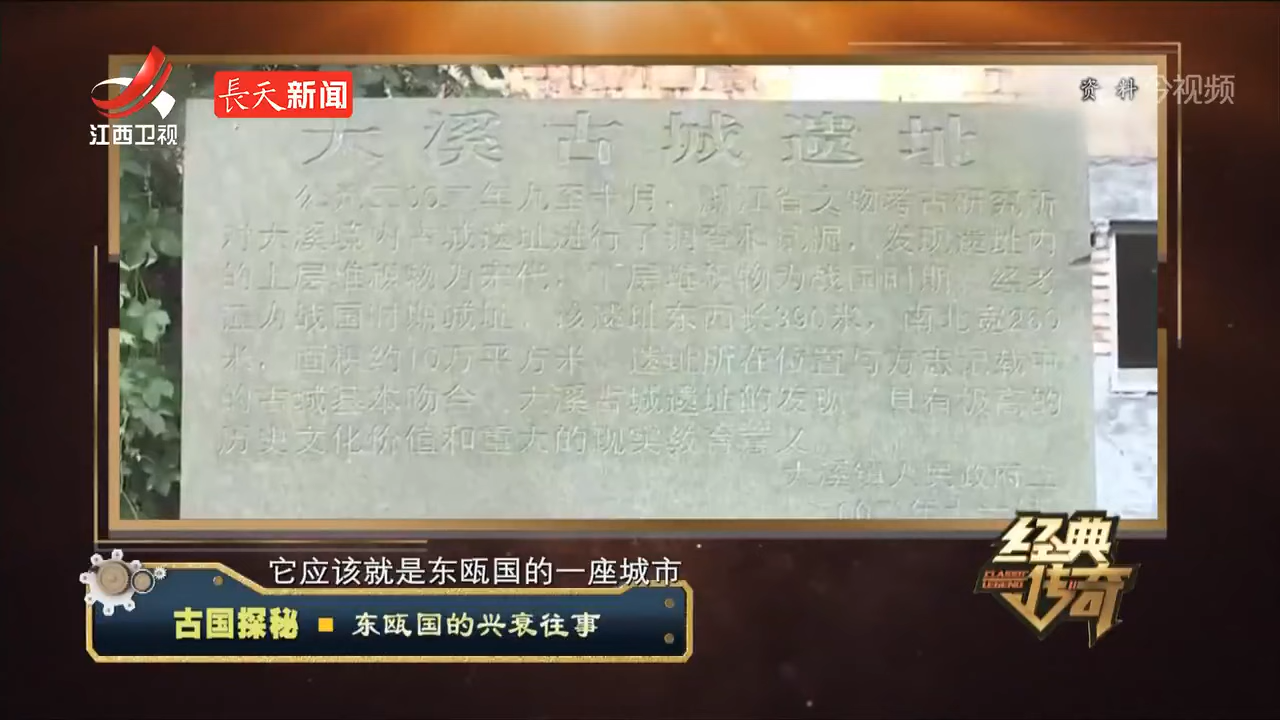 江西卫视
長天新闻
资 料
今视频
大溪古城遗址
公元二00二年九至十月，浙江省文物考古研究所
对大溪境内古城遗址进行了调查和试掘，发现遗址内
的上层堆积物为宋代，下层堆积物为战国时期，经考
证为战国时期城址，该遗址东西长390米，南北宽260
米，面积约10万平方米，遗址所在位置与方志记载中
的古城基本吻合，大溪古城遗址的发现，具有极高的
历史文化价值和重大的现实教育意义
大溪镇人民政府立
它应该就是东瓯国的一座城市
古国探秘 东瓯国的兴衰往事
经典
传奇
CLASSIC
LEGEND